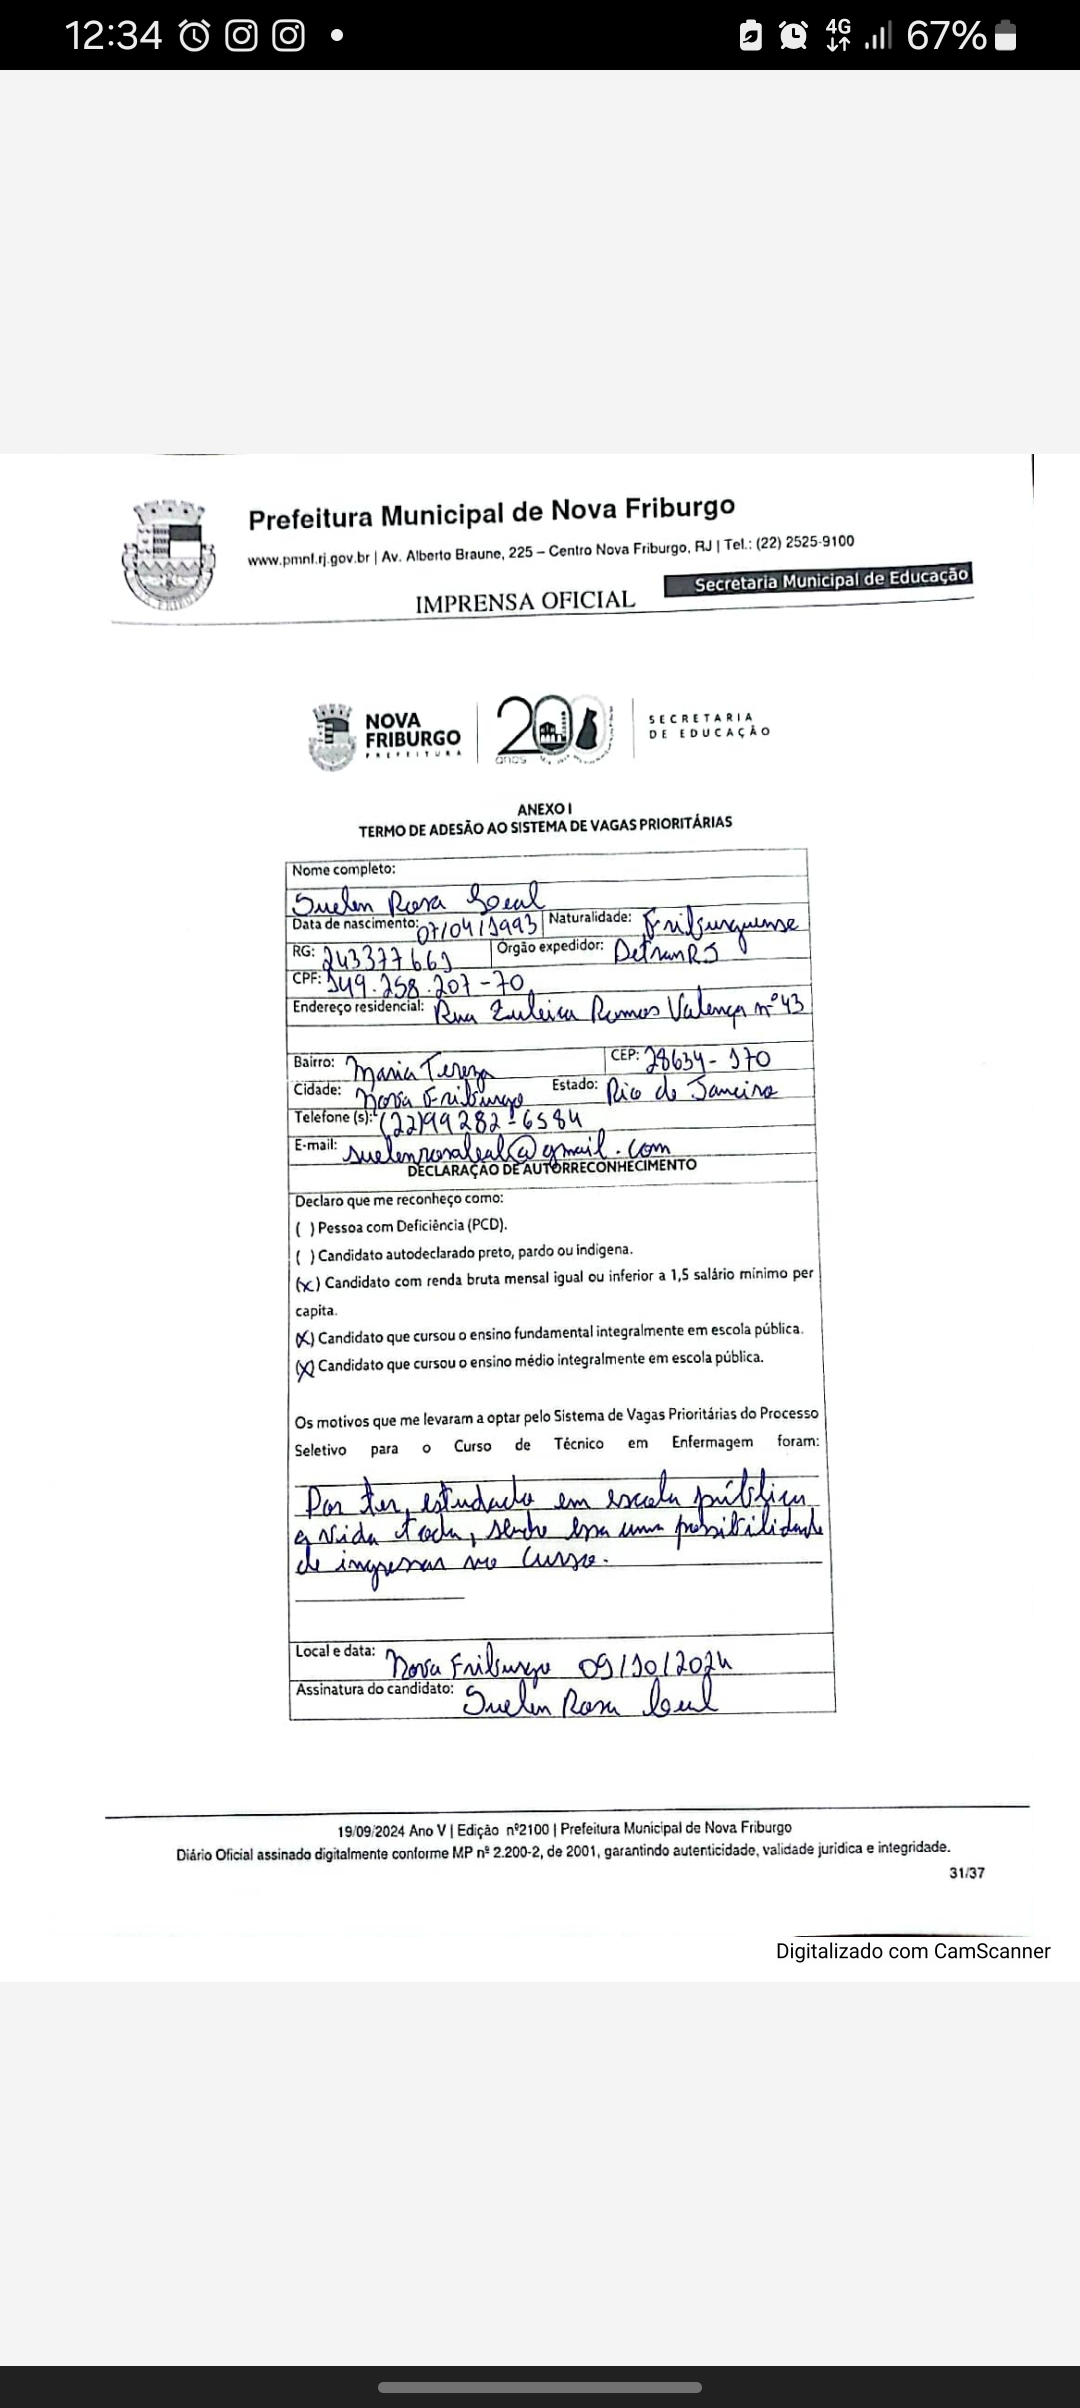 12:34
4G 67%
Prefeitura Municipal de Nova Friburgo
www.pmnf.rj.gov.br | Av. Alberto Braune, 225 – Centro Nova Friburgo, RJ | Tel.: (22) 2525-9100
Secretaria Municipal de Educação
IMPRENSA OFICIAL
NOVA FRIBURGO PREFEITURA
200 anos
SECRETARIA DE EDUCAÇÃO
ANEXO I
TERMO DE ADESÃO AO SISTEMA DE VAGAS PRIORITÁRIAS
Nome completo:
Suelen Rosa Leal
Data de nascimento: 07/04/1993 Naturalidade: Friburguense
RG: 243377661 Orgão expedidor: DetranRJ
CPF: 149.258.207-70
Endereço residencial: Rua Zuleica Ramos Valença nº 43
Bairro: Maria Tereza CEP: 28634-170
Cidade: Nova Friburgo Estado: Rio de Janeiro
Telefone (s): (22)99282-6584
E-mail: suelenrosaleal@gmail.com
DECLARAÇÃO DE AUTORRECONHECIMENTO
Declaro que me reconheço como:
( ) Pessoa com Deficiência (PCD).
( ) Candidato autodeclarado preto, pardo ou indigena.
(x) Candidato com renda bruta mensal igual ou inferior a 1,5 salário mínimo per
capita.
(X) Candidato que cursou o ensino fundamental integralmente em escola pública.
(X) Candidato que cursou o ensino médio integralmente em escola pública.
Os motivos que me levaram a optar pelo Sistema de Vagas Prioritárias do Processo
Seletivo para o Curso de Técnico em Enfermagem foram:
Por ter, estudado em escola pública
a vida toda, sendo essa uma possibilidade
de ingressar no curso.
Local e data: Nova Friburgo 09/10/2024
Assinatura do candidato: Suelen Rosa Leal
19/09/2024 Ano V | Edição nº2100 | Prefeitura Municipal de Nova Friburgo
Diário Oficial assinado digitalmente conforme MP nº 2.200-2, de 2001, garantindo autenticidade, validade jurídica e integridade.
31/37
Digitalizado com CamScanner